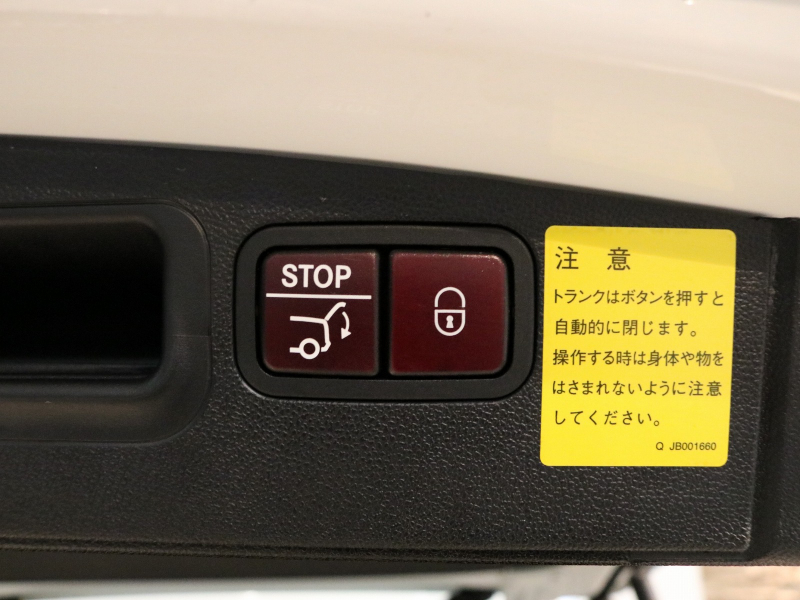 STOP
注 意
トランクはボタンを押すと
自動的に閉じます。
操作する時は身体や物を
はさまれないように注意
してください。
Q JB001660